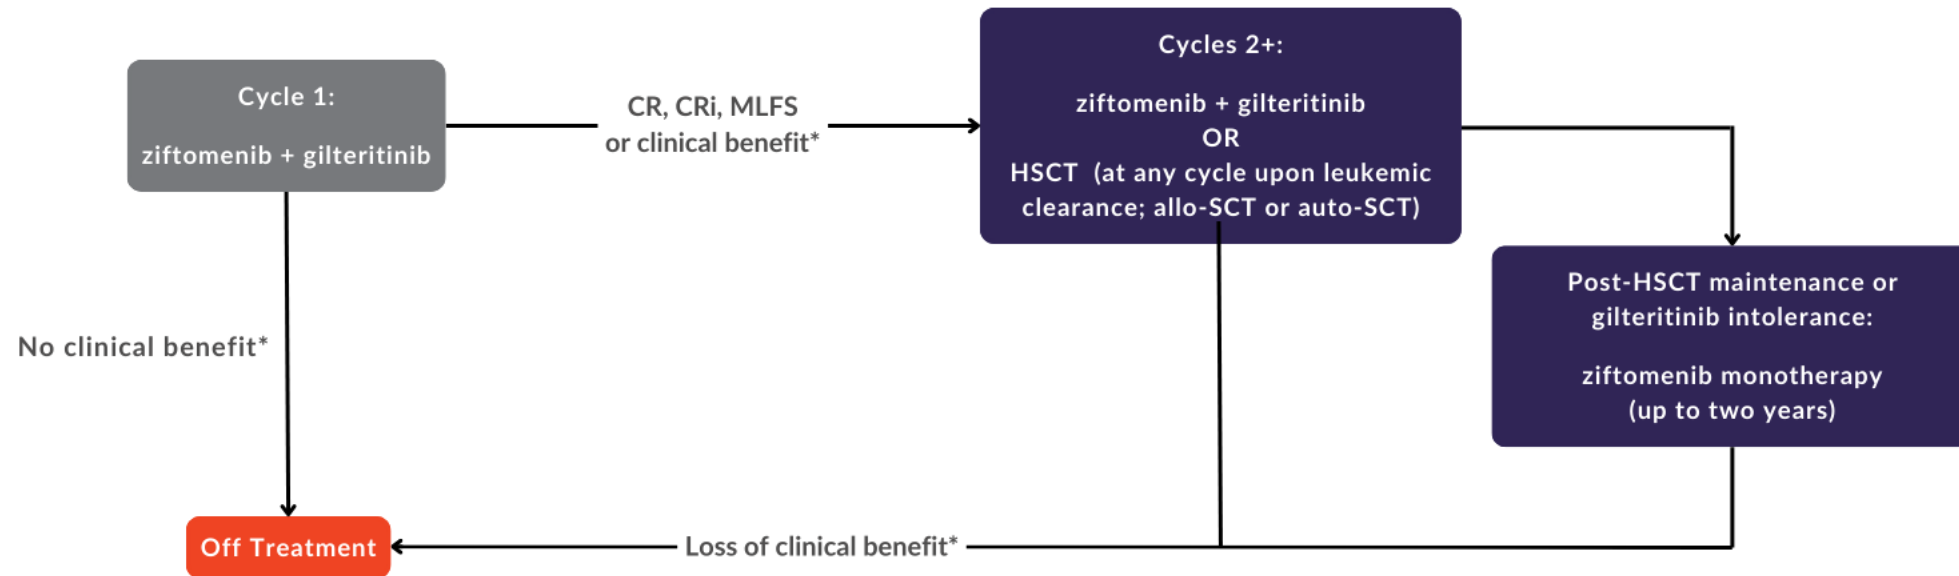 Cycle 1:
ziftomenib + gilteritinib
CR, CRi, MLFS
or clinical benefit*
Cycles 2+:
ziftomenib + gilteritinib
OR
HSCT (at any cycle upon leukemic
clearance; allo-SCT or auto-SCT)
Post-HSCT maintenance or
gilteritinib intolerance:
ziftomenib monotherapy
(up to two years)
No clinical benefit*
Off Treatment
Loss of clinical benefit*